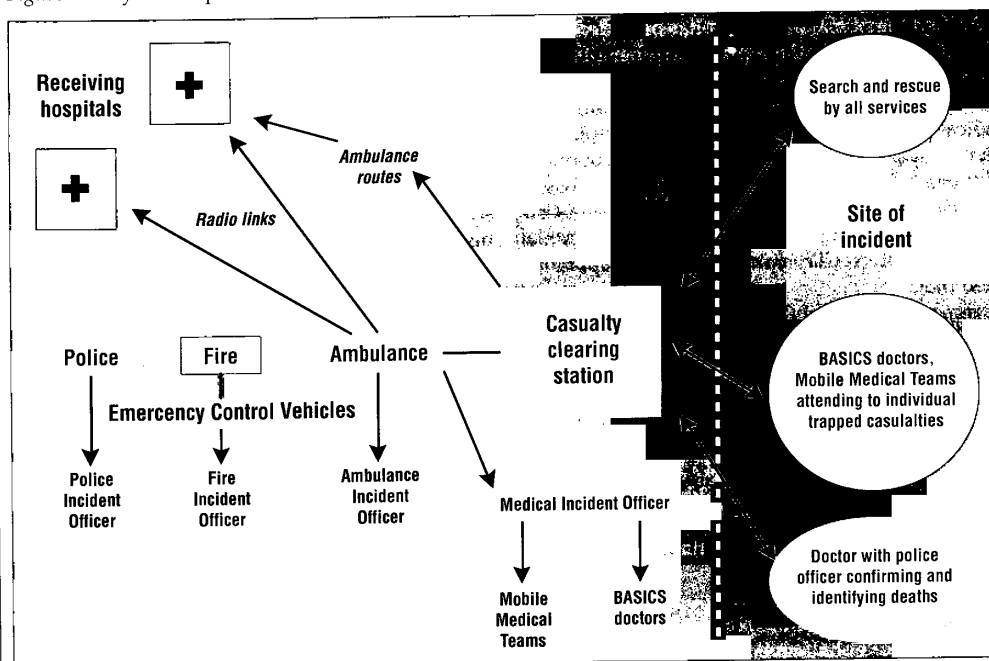 Receiving
hospitals
Ambulance
routes
Radio links
Search and rescue
by all services
Site of
incident
Casualty
clearing
station
Police
Fire
Ambulance
Emercency Control Vehicles
BASICS doctors,
Mobile Medical Teams
attending to individual
trapped casulalties
Police
Incident
Officer
Fire
Incident
Officer
Ambulance
Incident
Officer
Medical Incident Officer
Mobile
Medical
Teams
BASICS
doctors
Doctor with police
officer confirming and
identifying deaths